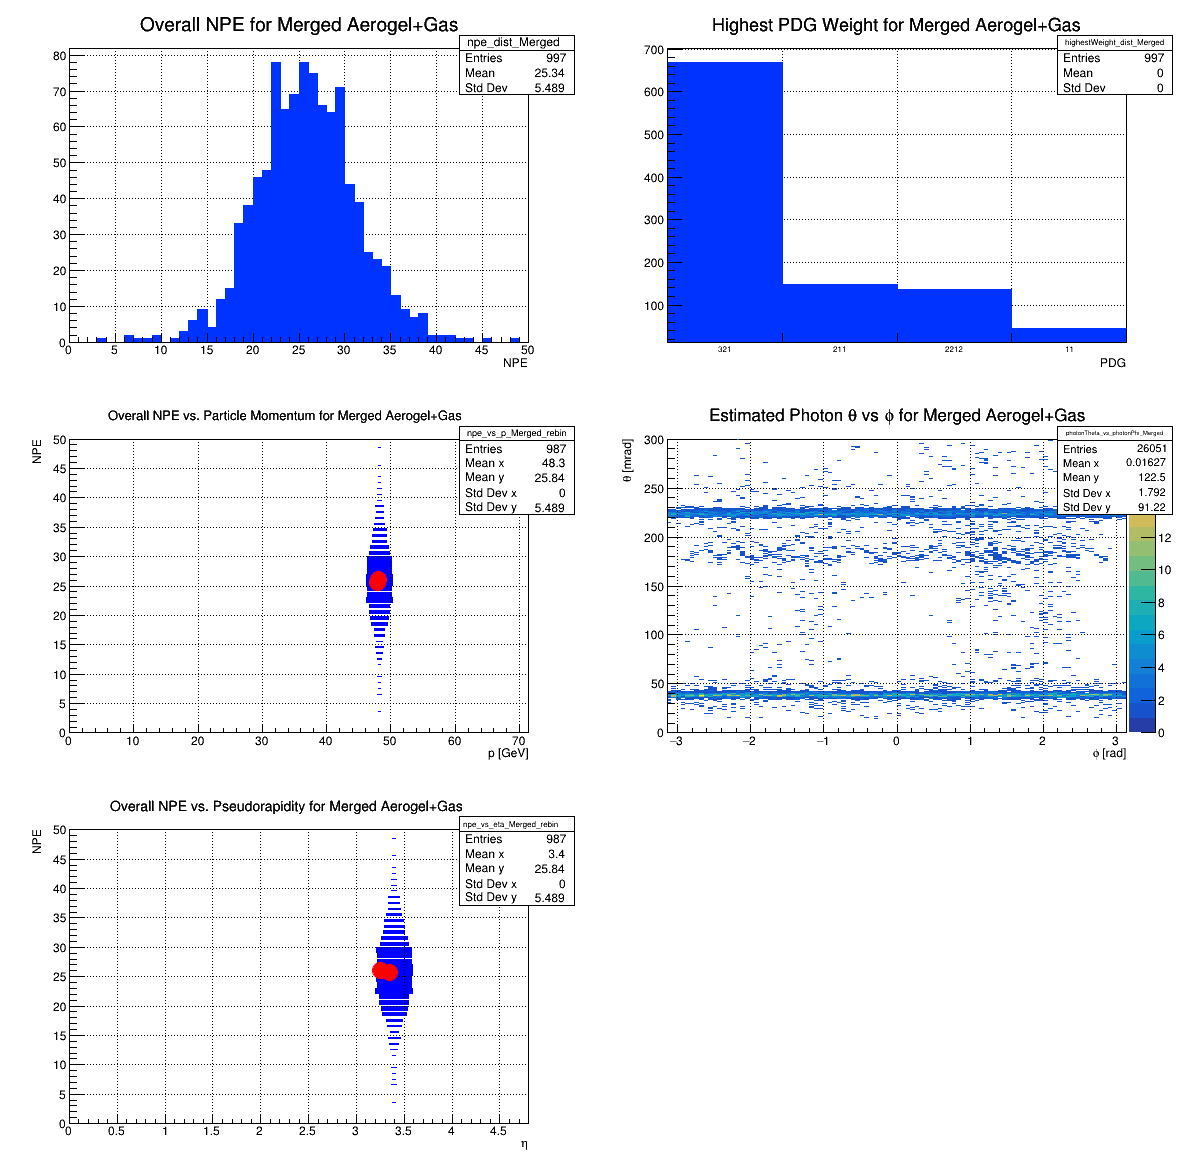 Overall NPE for Merged Aerogel+Gas
npe_dist_Merged
Entries 997
Mean 25.34
Std Dev 5.489
80
70
60
50
40
30
20
10
0
0 5 10 15 20 25 30 35 40 45 50
NPE
Highest PDG Weight for Merged Aerogel+Gas
highestWeight_dist_Merged
Entries 997
Mean 0
Std Dev 0
700
600
500
400
300
200
100
321 211 2212 11
PDG
Overall NPE vs. Particle Momentum for Merged Aerogel+Gas
npe_vs_p_Merged_rebin
Entries 987
Mean x 48.3
Mean y 25.84
Std Dev x 0
Std Dev y 5.489
NPE
50
45
40
35
30
25
20
15
10
5
0
0 10 20 30 40 50 60 70
p [GeV]
Estimated Photon θ vs ϕ for Merged Aerogel+Gas
photonTheta_vs_photonPhi_Merged
Entries 26051
Mean x 0.01627
Mean y 122.5
Std Dev x 1.792
Std Dev y 91.22
θ [mrad]
300
250
200
150
100
50
0
−3 −2 −1 0 1 2 3
ϕ [rad]
12
10
8
6
4
2
0
Overall NPE vs. Pseudorapidity for Merged Aerogel+Gas
npe_vs_eta_Merged_rebin
Entries 987
Mean x 3.4
Mean y 25.84
Std Dev x 0
Std Dev y 5.489
NPE
50
45
40
35
30
25
20
15
10
5
0
0 0.5 1 1.5 2 2.5 3 3.5 4 4.5
η